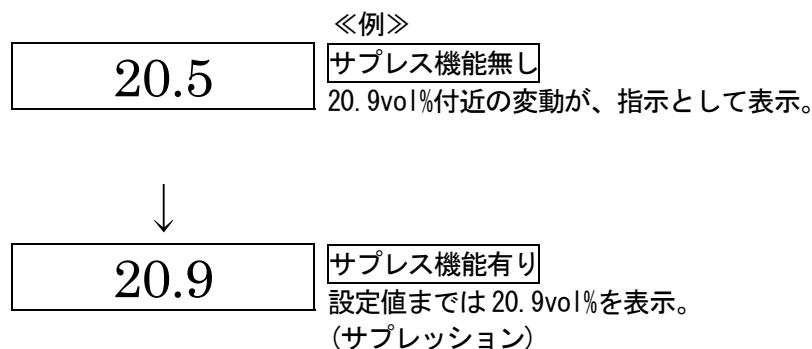 ≪例≫
20.5
サプレス機能無し
20.9vol%付近の変動が、指示として表示。
↓
20.9
サプレス機能有り
設定値までは 20.9vol%を表示。
(サプレッション)